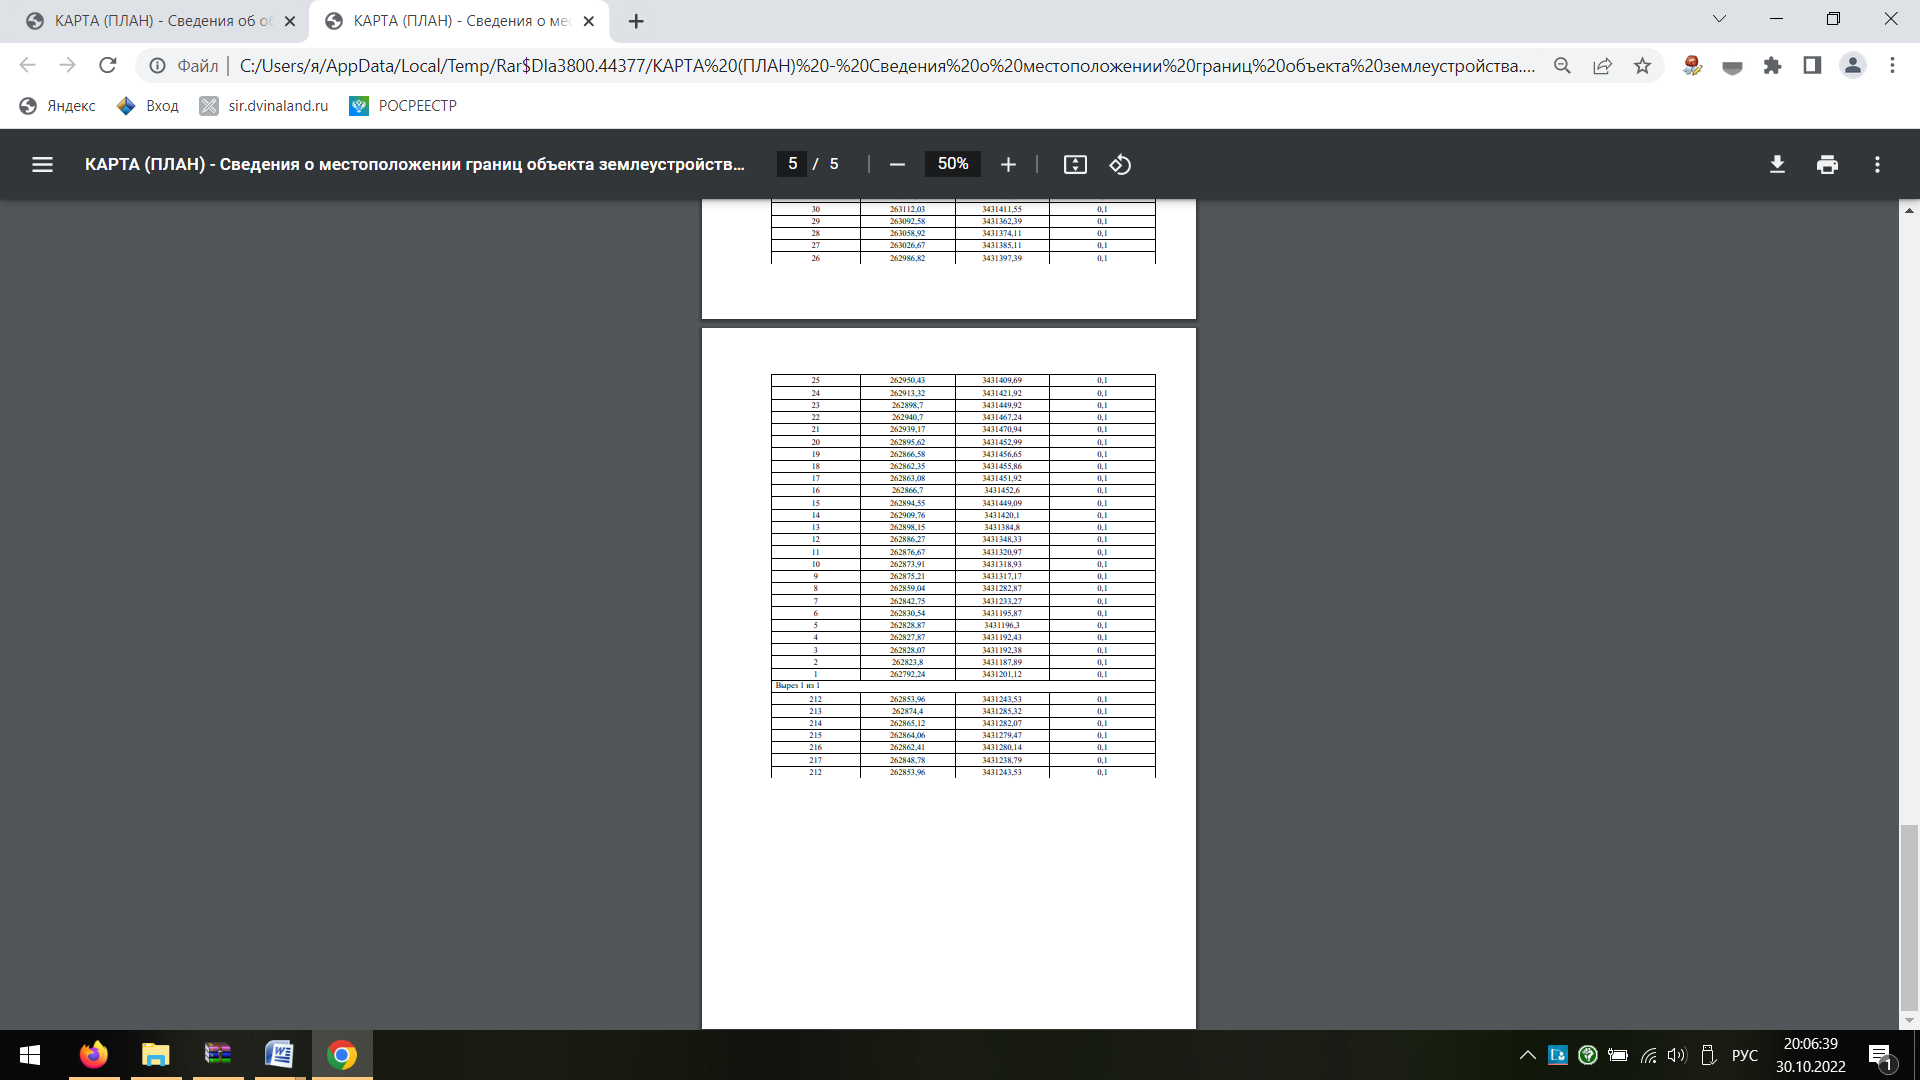 КАРТА (ПЛАН) - Сведения об об
КАРТА (ПЛАН) - Сведения о мес
Файл | C:/Users/я/AppData/Local/Temp/Rar$DIa3800.44377/КАРТА%20(ПЛАН)%20-%20Сведения%20о%20местоположении%20границ%20объекта%20землеустройства....
Яндекс Вход sir.dvinaland.ru РОСРЕЕСТР
КАРТА (ПЛАН) - Сведения о местоположении границ объекта землеустройств... 5 / 5 50%
30 263112,03 3431411,55 0,1
29 263092,58 3431362,39 0,1
28 263058,92 3431374,11 0,1
27 263026,67 3431385,11 0,1
26 262986,82 3431397,39 0,1
25 262950,43 3431409,69 0,1
24 262913,32 3431421,92 0,1
23 262898,7 3431449,92 0,1
22 262940,7 3431467,24 0,1
21 262939,17 3431470,94 0,1
20 262895,62 3431452,99 0,1
19 262866,58 3431456,65 0,1
18 262862,35 3431455,86 0,1
17 262863,08 3431451,92 0,1
16 262866,7 3431452,6 0,1
15 262894,55 3431449,09 0,1
14 262909,76 3431420,1 0,1
13 262898,15 3431384,8 0,1
12 262886,27 3431348,33 0,1
11 262876,67 3431320,97 0,1
10 262873,91 3431318,93 0,1
9 262875,21 3431317,17 0,1
8 262859,04 3431282,87 0,1
7 262842,75 3431233,27 0,1
6 262830,54 3431195,87 0,1
5 262828,87 3431196,3 0,1
4 262827,87 3431192,43 0,1
3 262828,07 3431192,38 0,1
2 262823,8 3431187,89 0,1
1 262792,24 3431201,12 0,1
Вырез 1 из 1
212 262853,96 3431243,53 0,1
213 262874,4 3431285,32 0,1
214 262865,12 3431282,07 0,1
215 262864,06 3431279,47 0,1
216 262862,41 3431280,14 0,1
217 262848,78 3431238,79 0,1
212 262853,96 3431243,53 0,1
РУС
20:06:39
30.10.2022
1